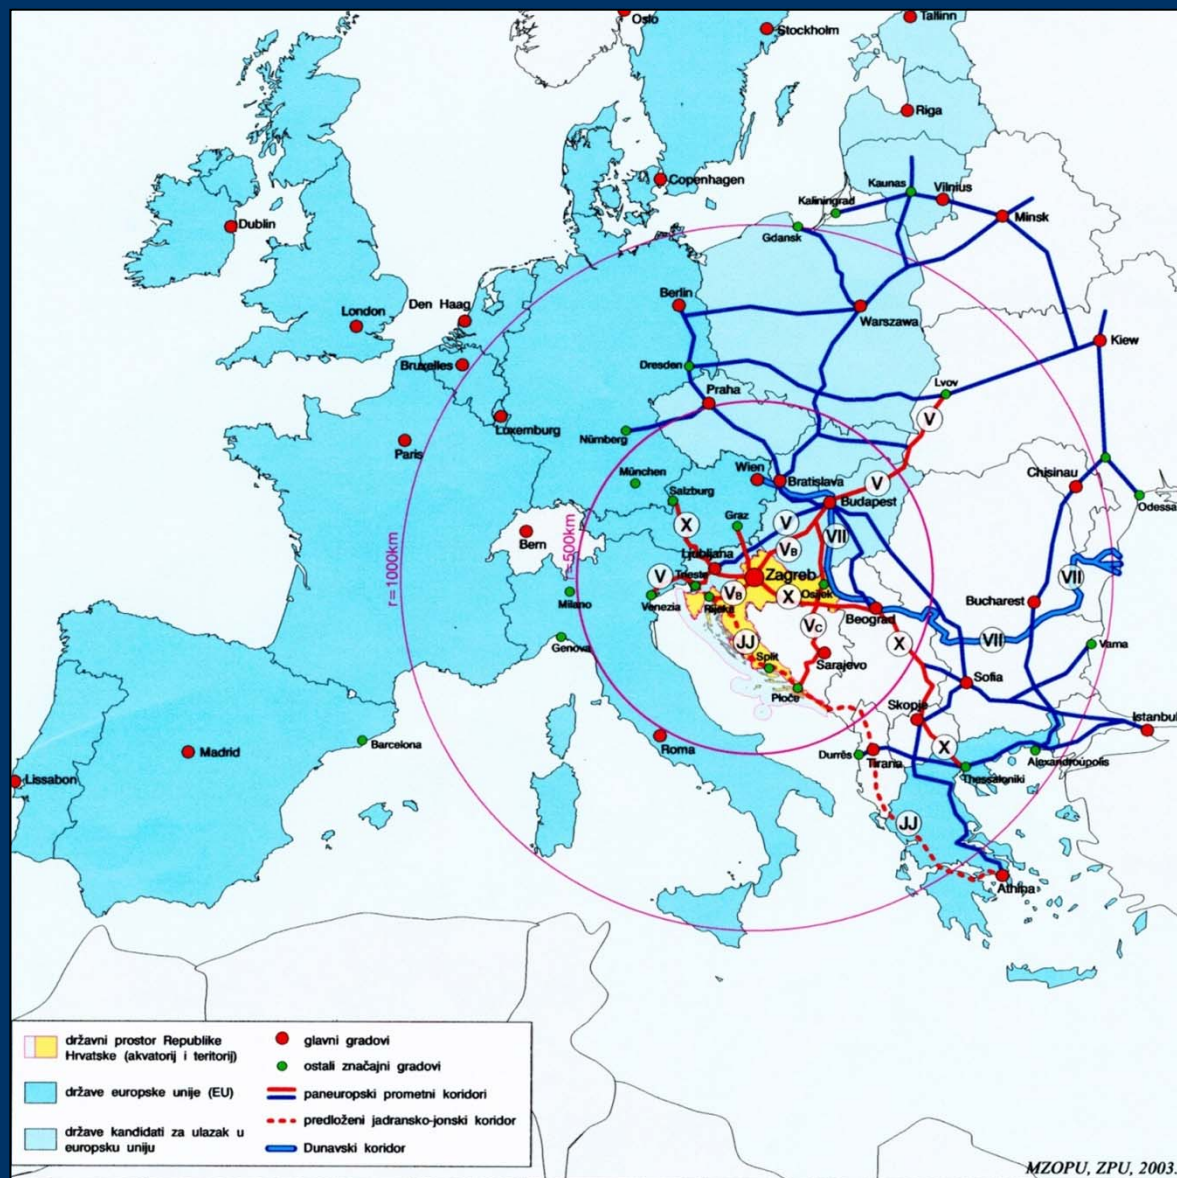 Oslo
Stockholm
Tallinn
Riga
Copenhagen
Kaunas
Vilnius
Kaliningrad
Minsk
Gdansk
Dublin
London
Den Haag
Berlin
Warszawa
Kiew
Bruxelles
Dresden
Praha
Lvov
V
Luxemburg
Nürnberg
Paris
München
Salzburg
Wien
Bratislava
V
Budapest
Chisinau
Odessa
Graz
X
V
VII
Bern
r=500km
r=1000km
Ljubljana
VB
V
Trieste
Zagreb
VII
Milano
Venezia
VB
Rijeka
X
Osijek
Bucharest
Beograd
VC
Genova
JJ
Split
Sarajevo
X
VII
Varna
Ploče
Sofia
Skopje
Istanbul
Barcelona
Madrid
Roma
Durrës
Tirana
X
Thessaloniki
Alexandroúpolis
Lissabon
JJ
Athina
državni prostor Republike
Hrvatske (akvatorij i teritorij)
države europske unije (EU)
države kandidati za ulazak u
europsku uniju
glavni gradovi
ostali značajni gradovi
paneuropski prometni koridori
predloženi jadransko-jonski koridor
Dunavski koridor
MZOPU, ZPU, 2003.